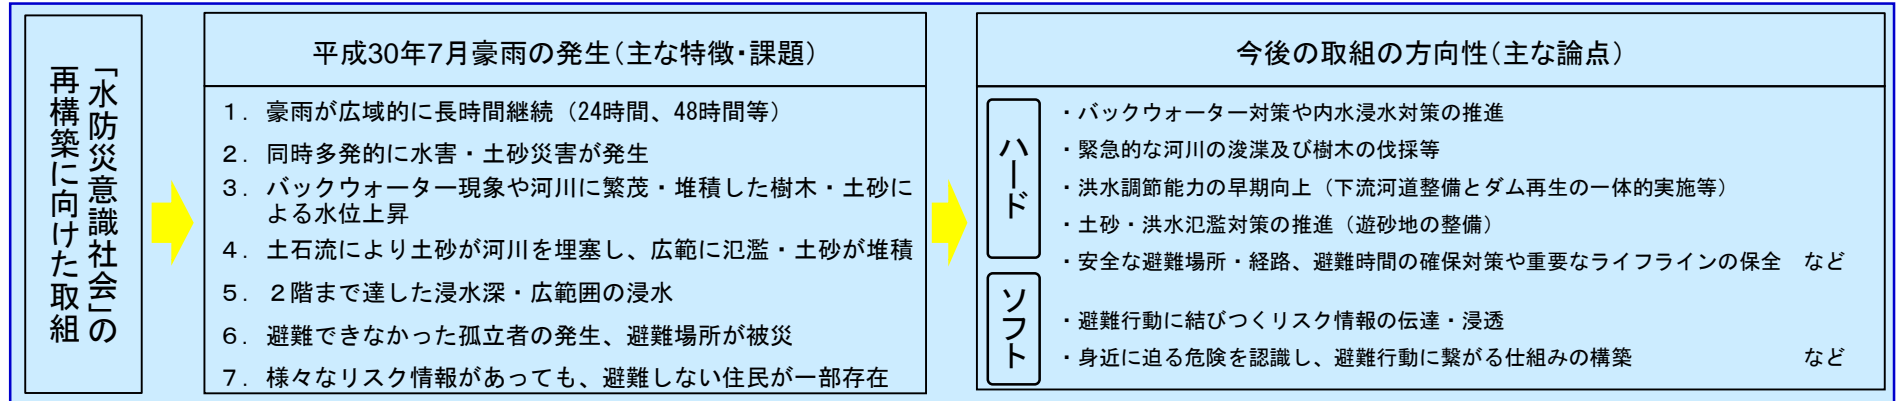 「水防災意識社会」の
再構築に向けた取組
平成30年7月豪雨の発生（主な特徴・課題）
１．豪雨が広域的に長時間継続（24時間、48時間等）
２．同時多発的に水害・土砂災害が発生
３．バックウォーター現象や河川に繁茂・堆積した樹木・土砂に
よる水位上昇
４．土石流により土砂が河川を埋塞し、広範に氾濫・土砂が堆積
５．２階まで達した浸水深・広範囲の浸水
６．避難できなかった孤立者の発生、避難場所が被災
７．様々なリスク情報があっても、避難しない住民が一部存在
今後の取組の方向性（主な論点）
ハード
・バックウォーター対策や内水浸水対策の推進
・緊急的な河川の浚渫及び樹木の伐採等
・洪水調節能力の早期向上（下流河道整備とダム再生の一体的実施等）
・土砂・洪水氾濫対策の推進（遊砂地の整備）
・安全な避難場所・経路、避難時間の確保対策や重要なライフラインの保全　など
ソフト
・避難行動に結びつくリスク情報の伝達・浸透
・身近に迫る危険を認識し、避難行動に繋がる仕組みの構築　など